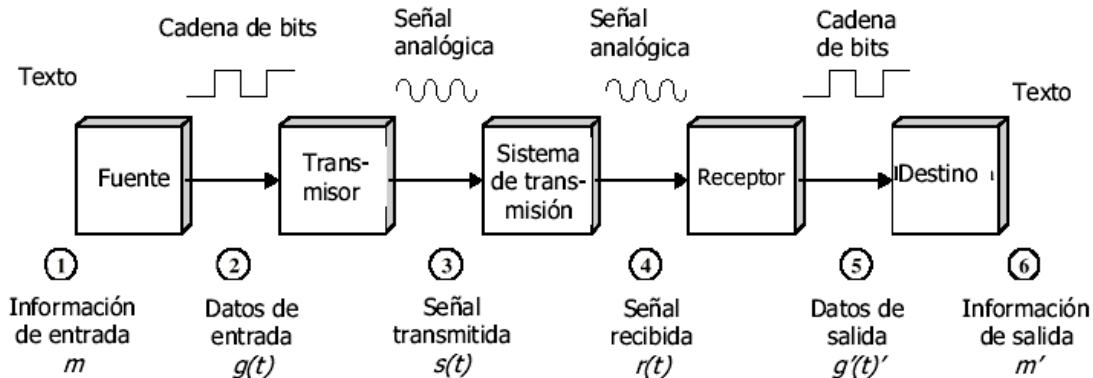 Cadena de bits
Señal
analógica
Señal
analógica
Cadena
de bits
Texto
Texto
Fuente
Trans-
misor
Sistema
de trans-
misión
Receptor
Destino
1
2
3
4
5
6
Información
de entrada
m
Datos de
entrada
g(t)
Señal
transmitida
s(t)
Señal
recibida
r(t)
Datos de
salida
g'(t)'
Información
de salida
m'